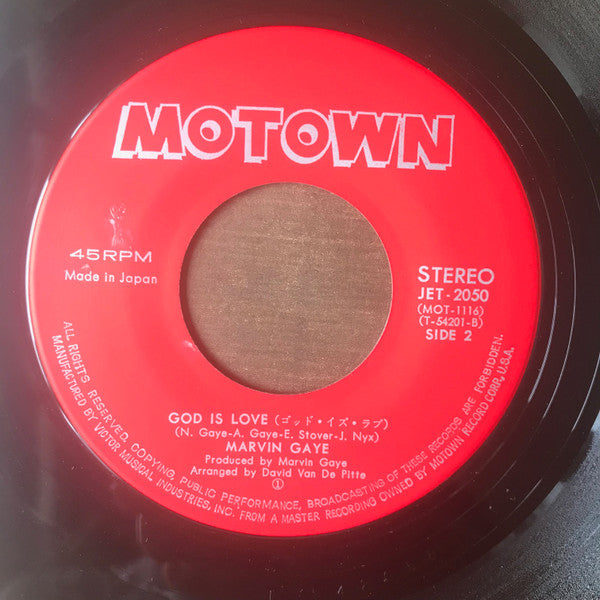 MOTOWN
45RPM
Made in Japan
STEREO
JET-2050
(MOT-1116)
(T-54201-B)
SIDE 2
GOD IS LOVE (ゴッド・イズ・ラブ)
(N. Gaye-A. Gaye-E. Stover-J. Nyx)
MARVIN GAYE
Produced by Marvin Gaye
Arranged by David Van De Pitte
①
ALL RIGHTS RESERVED. COPYING, PUBLIC PERFORMANCE, BROADCASTING OF THESE RECORDS ARE FORBIDDEN.
MANUFACTURED BY VICTOR MUSICAL INDUSTRIES, INC. FROM A MASTER RECORDING OWNED BY MOTOWN RECORD CORP., U.S.A.